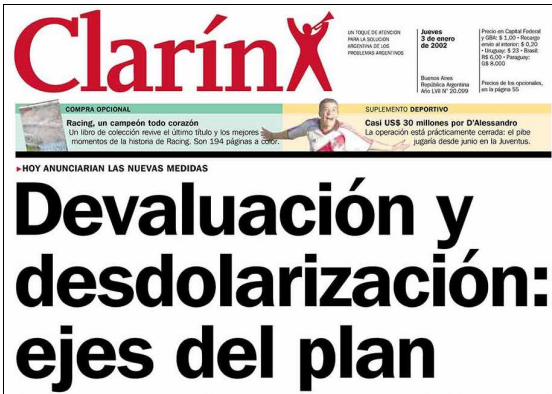 Clarín
UN TOQUE DE ATENCION
PARA LA SOLUCION
ARGENTINA DE LOS
PROBLEMAS ARGENTINOS
Jueves
3 de enero
de 2002
Buenos Aires
República Argentina
Año LVII Nº 20.099
Precio en Capital Federal
y GBA: $ 1,00 • Recargo
envío al interior: $ 0,20
• Uruguay: $ 23 • Brasil:
R$ 6,00 • Paraguay:
G$ 8.000
Precios de los opcionales,
en la página 55
COMPRA OPCIONAL
Racing, un campeón todo corazón
Un libro de colección revive el último título y los mejores
momentos de la historia de Racing. Son 194 páginas a color.
SUPLEMENTO DEPORTIVO
Casi US$ 30 millones por D'Alessandro
La operación está prácticamente cerrada: el pibe
jugaría desde junio en la Juventus.
▸HOY ANUNCIARIAN LAS NUEVAS MEDIDAS
Devaluación y
desdolarización:
ejes del plan